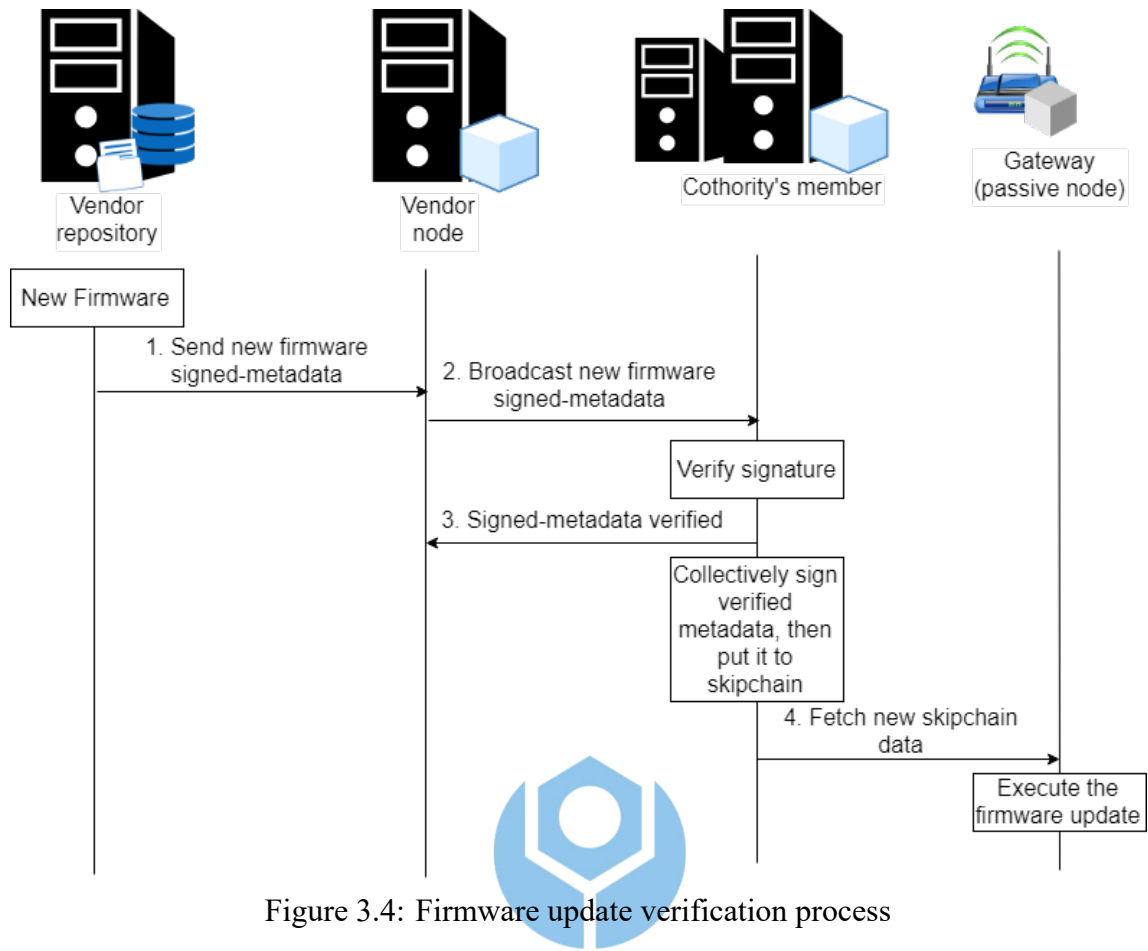 Vendor
repository
Vendor
node
Cothority's member
Gateway
(passive node)
New Firmware
1. Send new firmware
signed-metadata
2. Broadcast new firmware
signed-metadata
Verify signature
3. Signed-metadata verified
Collectively sign
verified
metadata, then
put it to
skipchain
4. Fetch new skipchain
data
Execute the
firmware update
Figure 3.4: Firmware update verification process